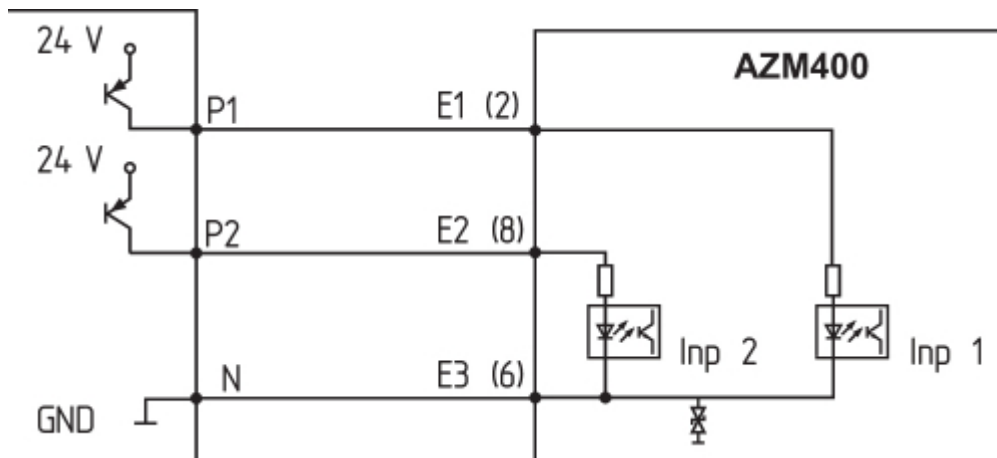 24 V
AZM400
P1
E1 (2)
24 V
P2
E2 (8)
Inp 2
Inp 1
N
E3 (6)
GND